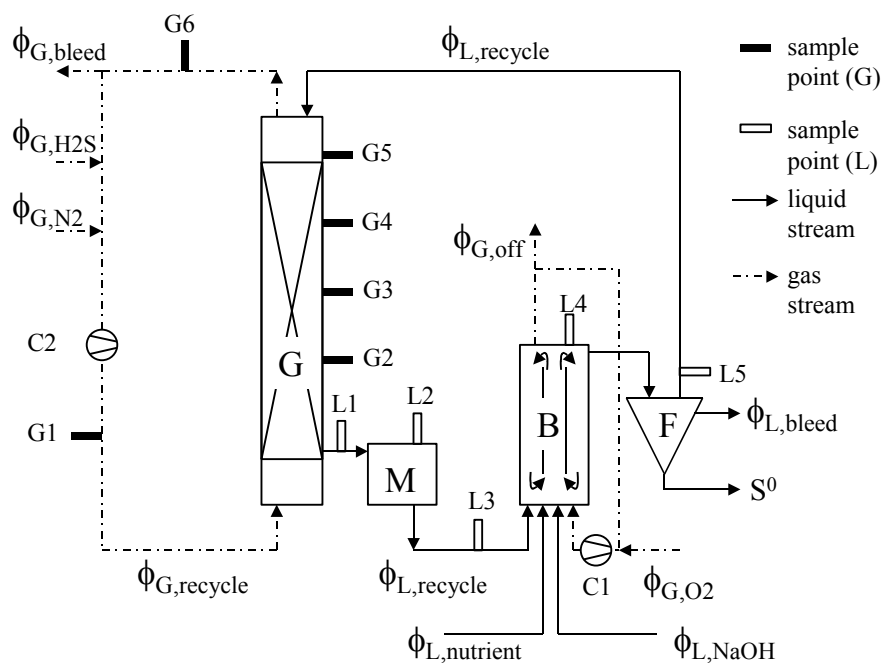 G6
ϕG,bleed
ϕL,recycle
sample
point (G)
ϕG,H2S
G5
sample
point (L)
ϕG,N2
G4
liquid
stream
ϕG,off
G3
gas
stream
L4
C2
G
G2
L5
L1
L2
B
F
ϕL,bleed
G1
M
S⁰
L3
ϕG,recycle
ϕL,recycle
C1
ϕG,O2
ϕL,nutrient
ϕL,NaOH